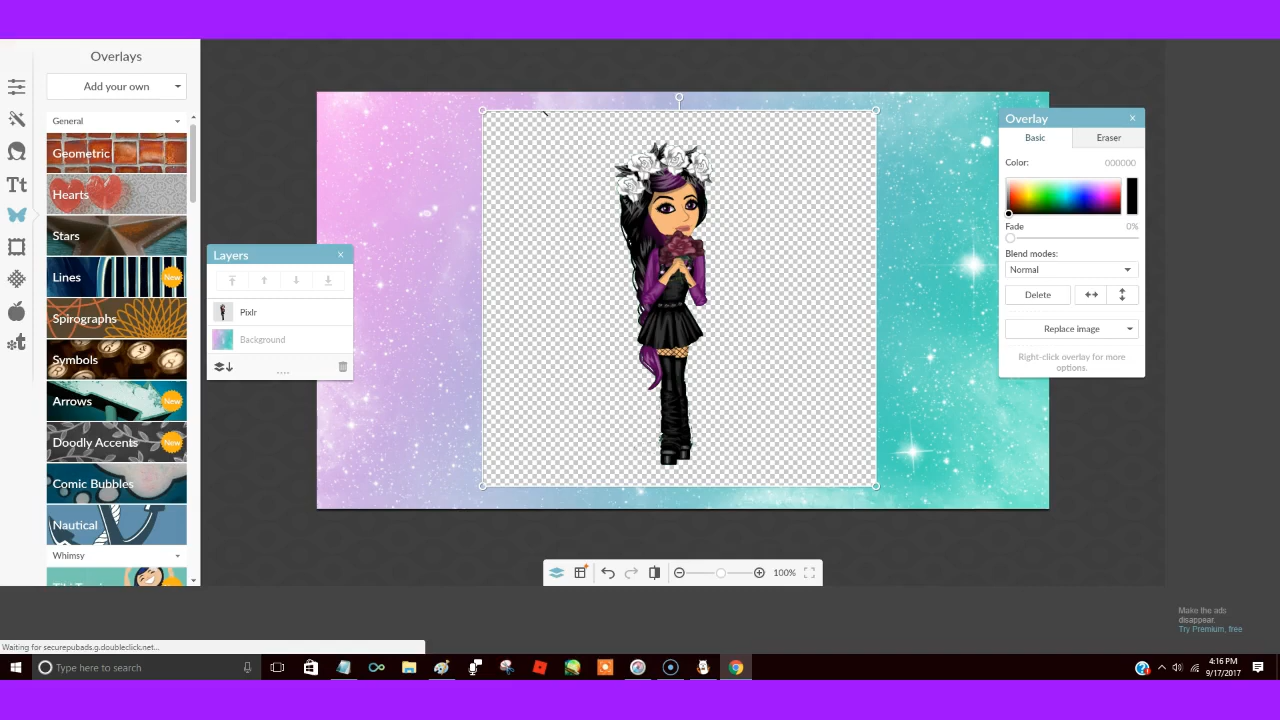 Overlays
Add your own
General
Geometric
Hearts
Stars
Lines
New
Spirographs
Symbols
Arrows
New
Doodly Accents
New
Comic Bubbles
Nautical
Whimsy
Tt
Layers
Pixlr
Background
Overlay
Basic
Eraser
Color:
000000
Fade
0%
Blend modes:
Normal
Delete
Replace image
Right-click overlay for more
options.
100%
Make the ads
disappear.
Try Premium, free
Waiting for securepubads.g.doubleclick.net...
Type here to search
4:16 PM
9/17/2017